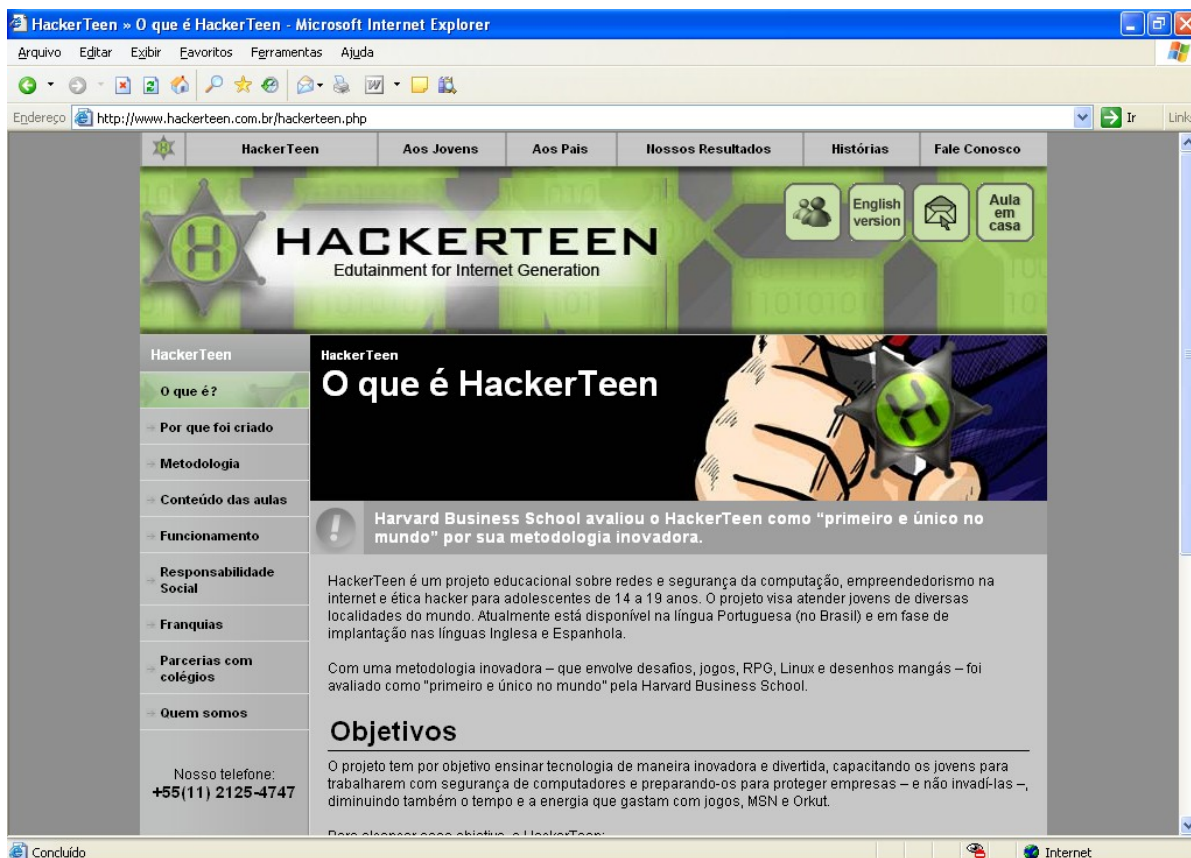 HackerTeen » O que é HackerTeen - Microsoft Internet Explorer
Arquivo Editar Exibir Favoritos Ferramentas Ajuda
Endereço http://www.hackerteen.com.br/hackerteen.php Ir Links
HackerTeen Aos Jovens Aos Pais Nossos Resultados Histórias Fale Conosco
English version
Aula em casa
HACKERTEEN
Edutainment for Internet Generation
HackerTeen
O que é?
Por que foi criado
Metodologia
Conteúdo das aulas
Funcionamento
Responsabilidade
Social
Franquias
Parcerias com
colégios
Quem somos
Nosso telefone:
+55(11) 2125-4747
HackerTeen
O que é HackerTeen
Harvard Business School avaliou o HackerTeen como “primeiro e único no
mundo” por sua metodologia inovadora.
HackerTeen é um projeto educacional sobre redes e segurança da computação, empreendedorismo na
internet e ética hacker para adolescentes de 14 a 19 anos. O projeto visa atender jovens de diversas
localidades do mundo. Atualmente está disponível na língua Portuguesa (no Brasil) e em fase de
implantação nas línguas Inglesa e Espanhola.
Com uma metodologia inovadora – que envolve desafios, jogos, RPG, Linux e desenhos mangás – foi
avaliado como "primeiro e único no mundo" pela Harvard Business School.
Objetivos
O projeto tem por objetivo ensinar tecnologia de maneira inovadora e divertida, capacitando os jovens para
trabalharem com segurança de computadores e preparando-os para proteger empresas – e não invadí-las –,
diminuindo também o tempo e a energia que gastam com jogos, MSN e Orkut.
Concluído
Internet